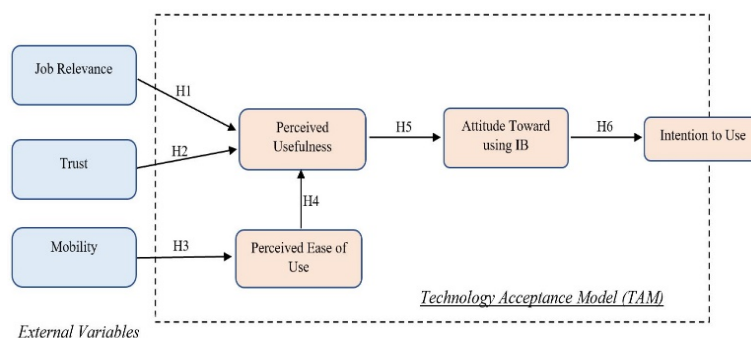 Job Relevance
H1
Perceived
Usefulness
H5
Attitude Toward
using IB
H6
Intention to Use
Trust
H2
H4
Mobility
H3
Perceived Ease of
Use
Technology Acceptance Model (TAM)
External Variables